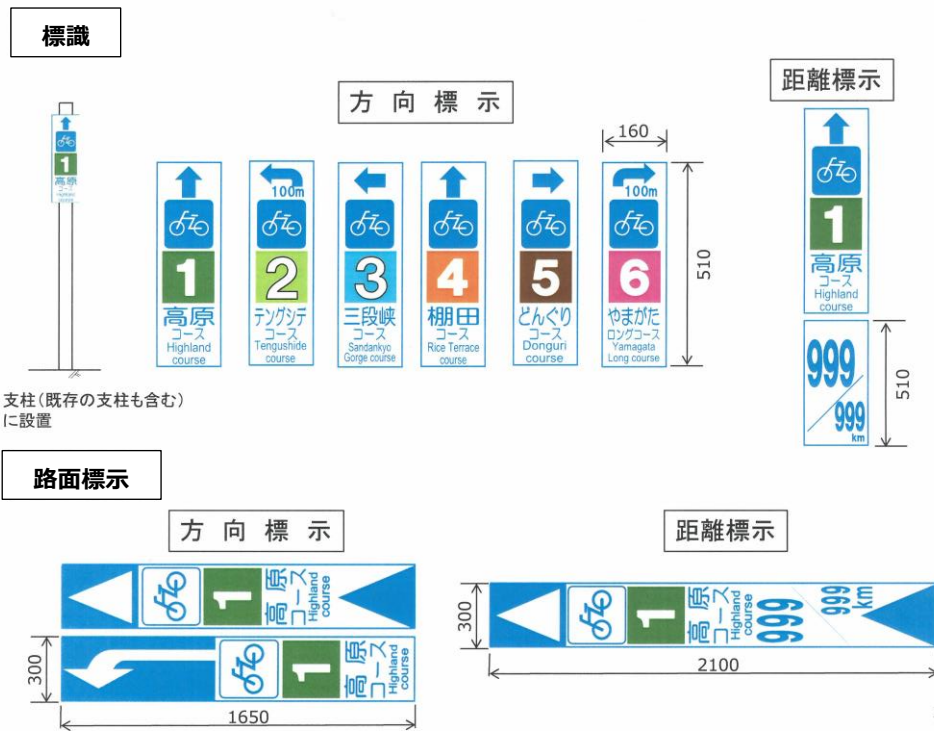 標識
方向標示
距離標示
1
高原
コース
支柱(既存の支柱も含む)
に設置
1
高原
コース
Highland
course
100m
2
テングシデ
コース
Tengushide
course
3
三段峡
コース
Sandankyo
Gorge course
4
棚田
コース
Rice Terrace
course
5
どんぐり
コース
Donguri
course
160
100m
6
やまがた
ロングコース
Yamagata
Long course
510
1
高原
コース
Highland
course
999
999
km
510
路面標示
方向標示
1
高原
コース
Highland
course
300
1
高原
コース
Highland
course
1650
距離標示
300
1
高原
コース
Highland
course
999
999
km
2100